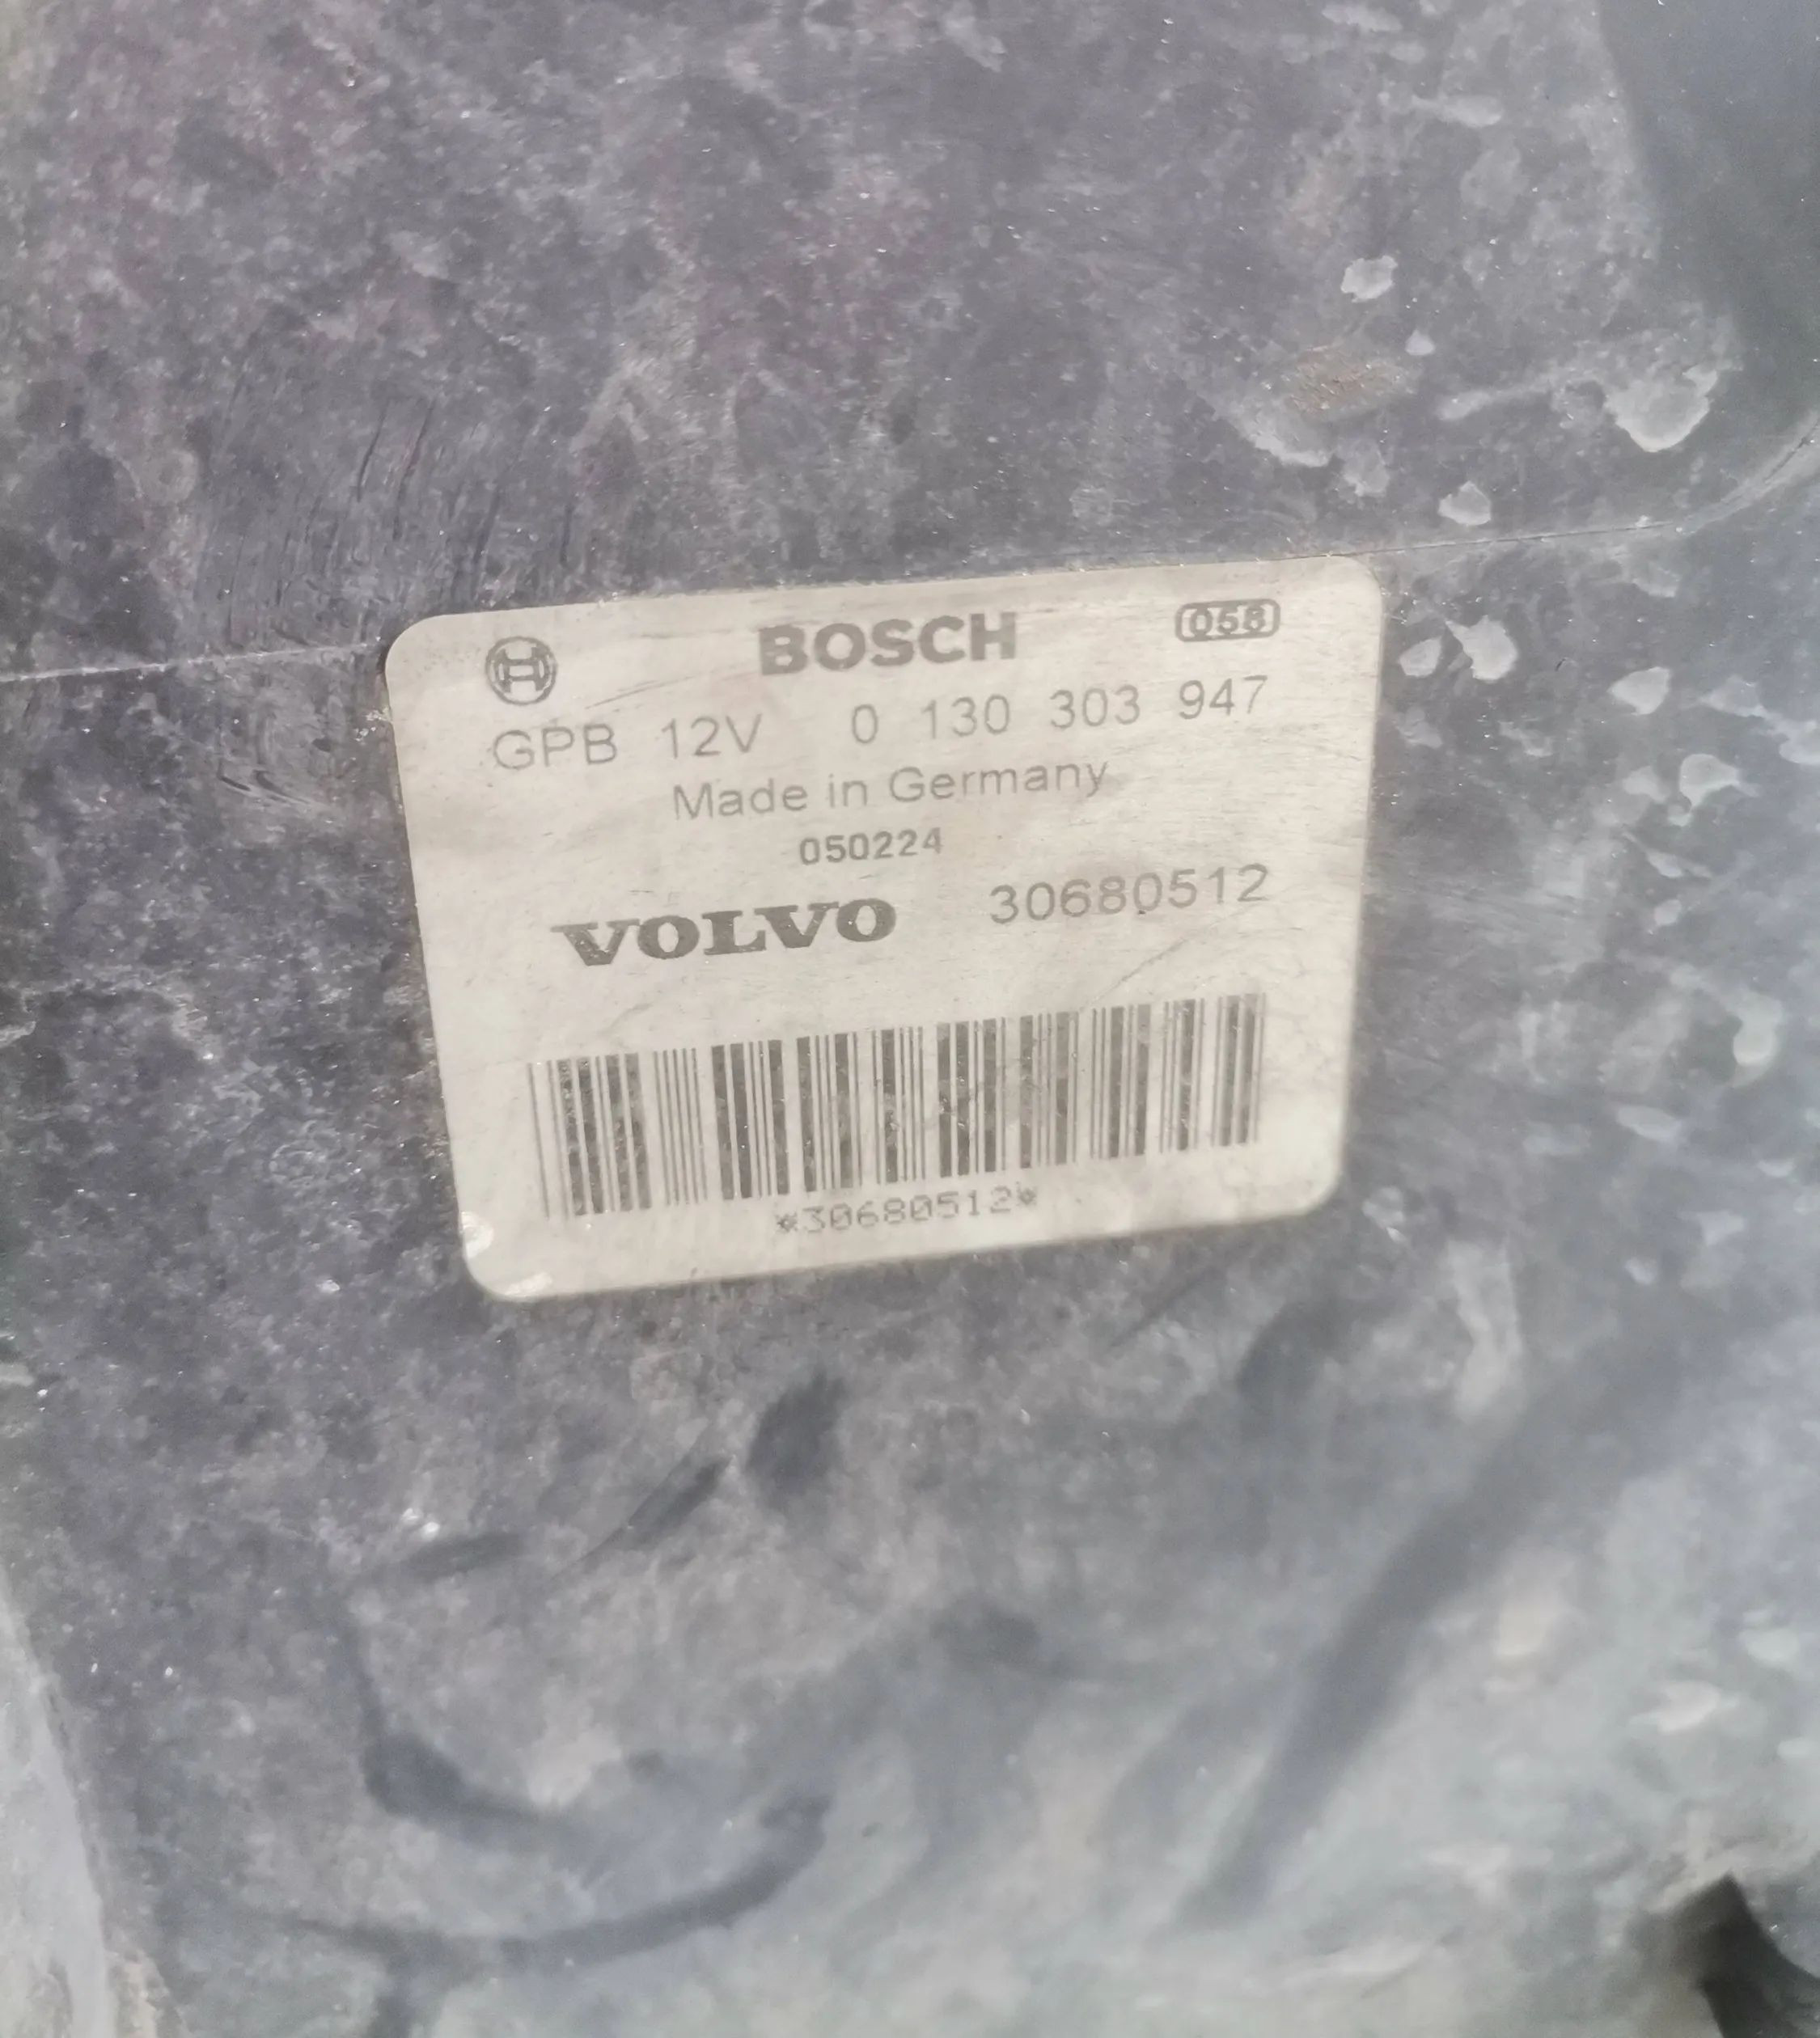 BOSCH 058
GPB 12V 0 130 303 947
Made in Germany
050224
VOLVO 30680512
*30680512*